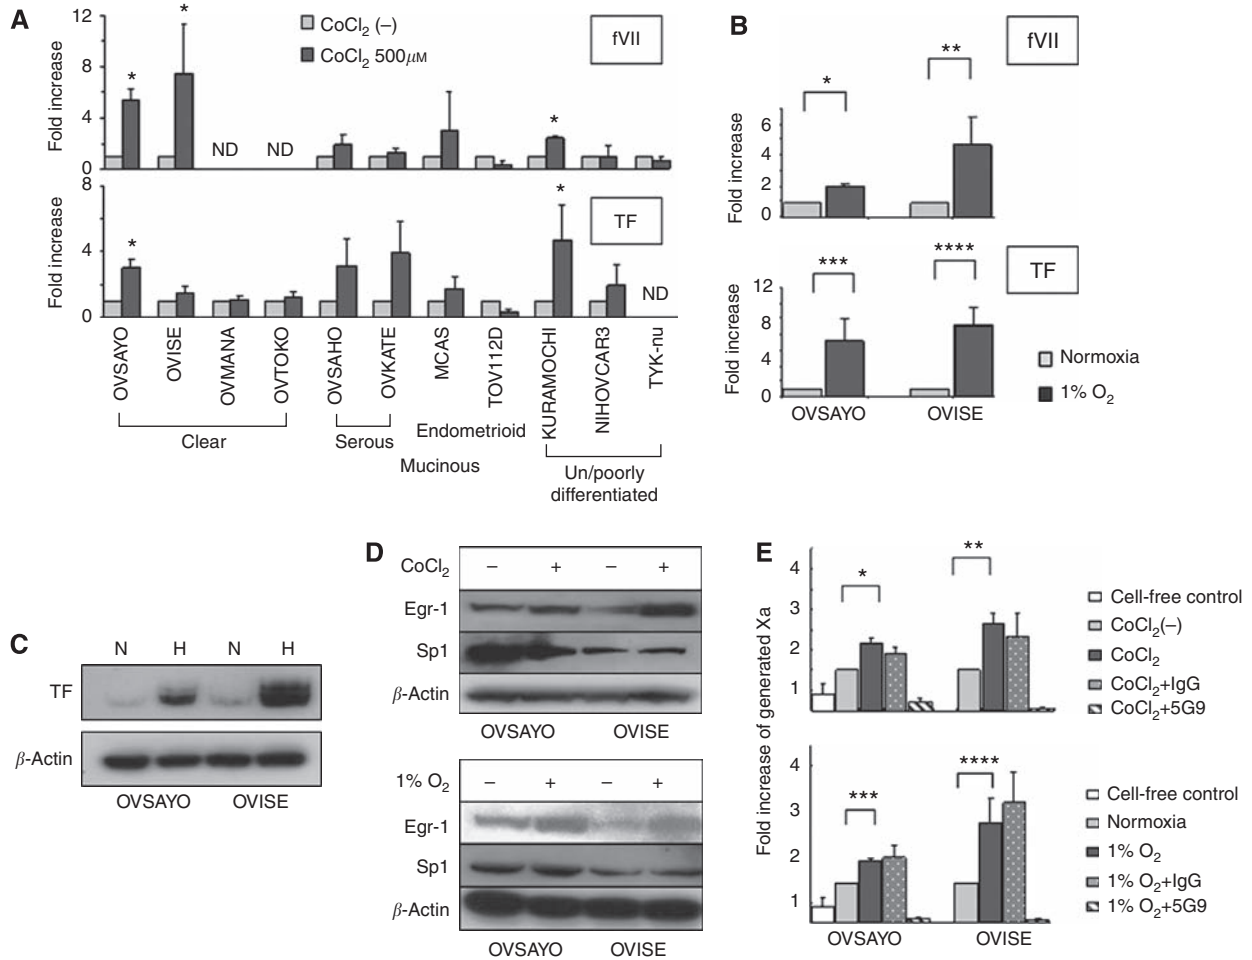 A
12
8
4
0
Fold increase
CoCl2 (–)
CoCl2 500μM
fVII
*
*
ND
ND
*
8
4
0
Fold increase
TF
*
*
ND
OVSAYO
OVISE
OVMANA
OVTOKO
OVSAHO
OVKATE
MCAS
TOV112D
KURAMOCHI
NIHOVCAR3
TYK-nu
Clear
Serous
Endometrioid
Mucinous
Un/poorly
differentiated
B
fVII
*
**
6
4
2
0
Fold increase
TF
***
****
12
8
4
0
Fold increase
OVSAYO
OVISE
Normoxia
1% O2
C
N H N H
TF
β-Actin
OVSAYO OVISE
D
CoCl2 – + – +
Egr-1
Sp1
β-Actin
OVSAYO OVISE
1% O2 – + – +
Egr-1
Sp1
β-Actin
OVSAYO OVISE
E
Fold increase of generated Xa
4
3
2
1
*
**
Cell-free control
CoCl2(–)
CoCl2
CoCl2+IgG
CoCl2+5G9
4
3
2
1
***
****
Cell-free control
Normoxia
1% O2
1% O2+IgG
1% O2+5G9
OVSAYO
OVISE